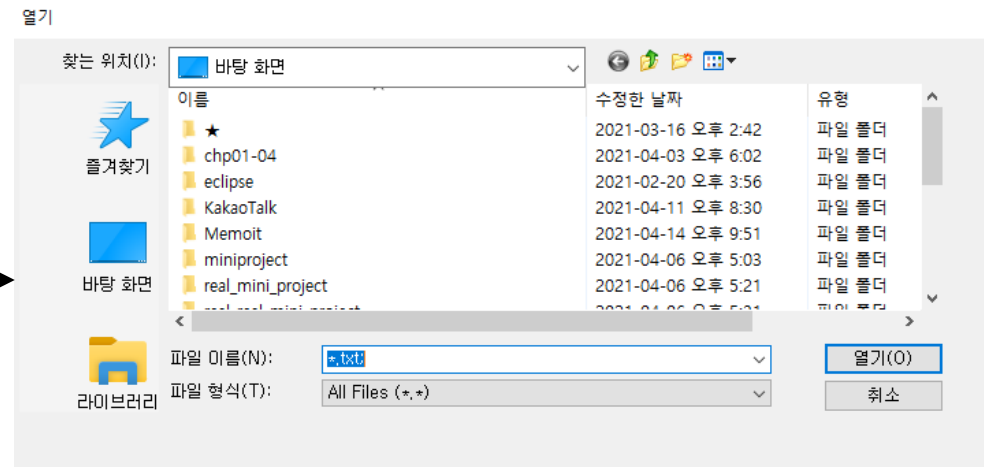 열기
찾는 위치(I):
바탕 화면
이름 수정한 날짜 유형
★ 2021-03-16 오후 2:42 파일 폴더
chp01-04 2021-04-03 오후 6:02 파일 폴더
eclipse 2021-02-20 오후 3:56 파일 폴더
KakaoTalk 2021-04-11 오후 8:30 파일 폴더
Memoit 2021-04-14 오후 9:51 파일 폴더
miniproject 2021-04-06 오후 5:03 파일 폴더
real_mini_project 2021-04-06 오후 5:21 파일 폴더
즐겨찾기
바탕 화면
라이브러리
파일 이름(N): *.txt; 열기(O)
파일 형식(T): All Files (*.*) 취소